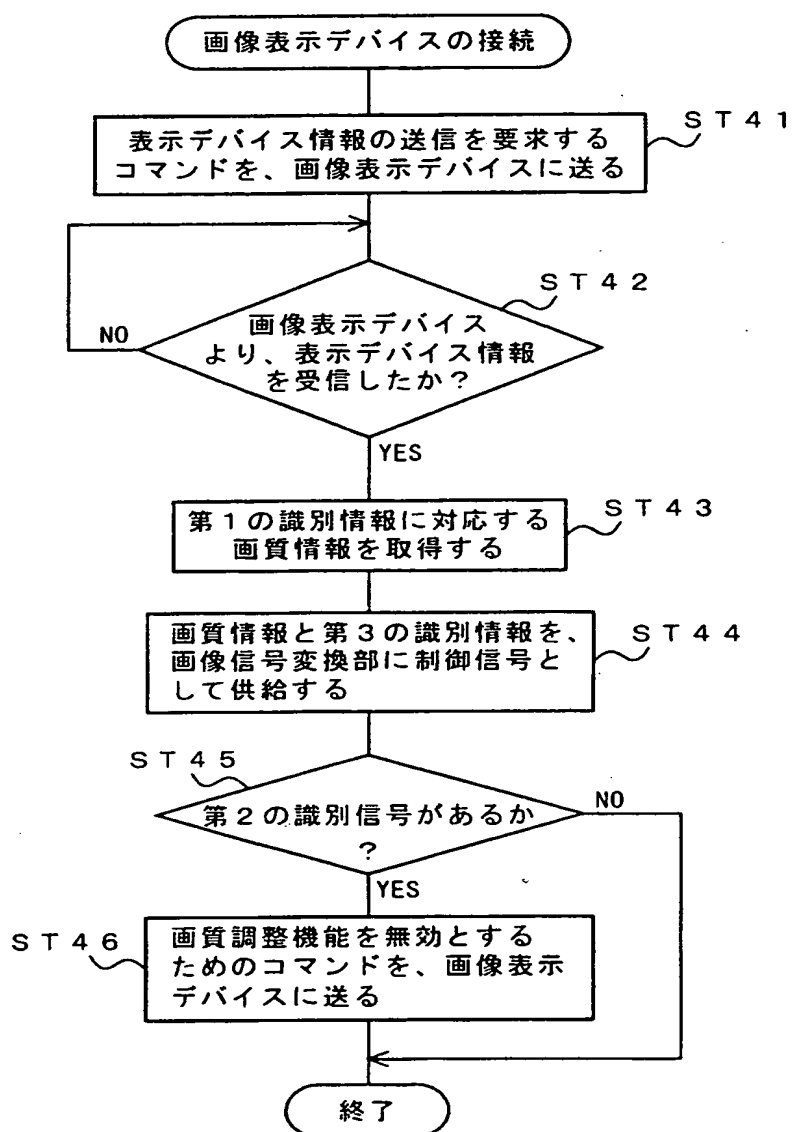 画像表示デバイスの接続
ST41
表示デバイス情報の送信を要求する
コマンドを、画像表示デバイスに送る
ST42
画像表示デバイス
より、表示デバイス情報
を受信したか？
NO
YES
ST43
第１の識別情報に対応する
画質情報を取得する
ST44
画質情報と第３の識別情報を、
画像信号変換部に制御信号と
して供給する
ST45
第２の識別信号があるか
？
NO
YES
ST46
画質調整機能を無効とする
ためのコマンドを、画像表示
デバイスに送る
終了